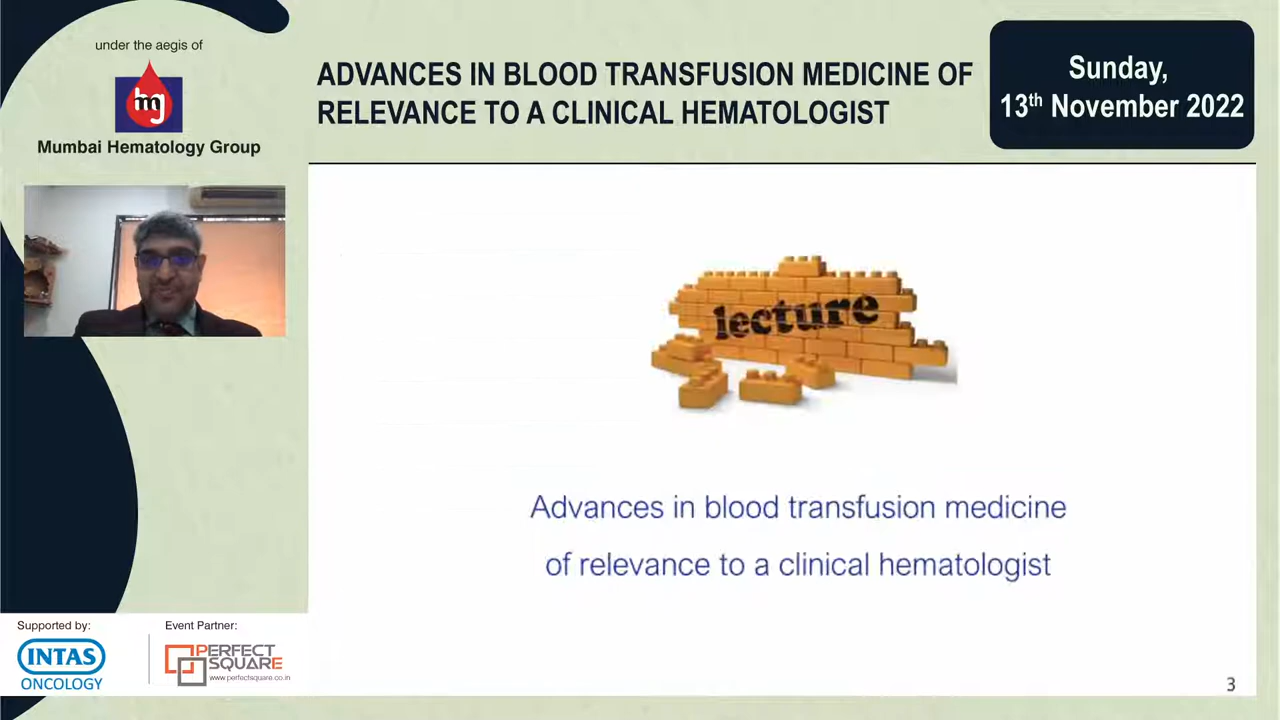 under the aegis of
hmg
Mumbai Hematology Group
ADVANCES IN BLOOD TRANSFUSION MEDICINE OF
RELEVANCE TO A CLINICAL HEMATOLOGIST
Sunday,
13th November 2022
lecture
Advances in blood transfusion medicine
of relevance to a clinical hematologist
Supported by:
INTAS
ONCOLOGY
Event Partner:
PERFECT
SQUARE
www.perfectsquare.co.in
3